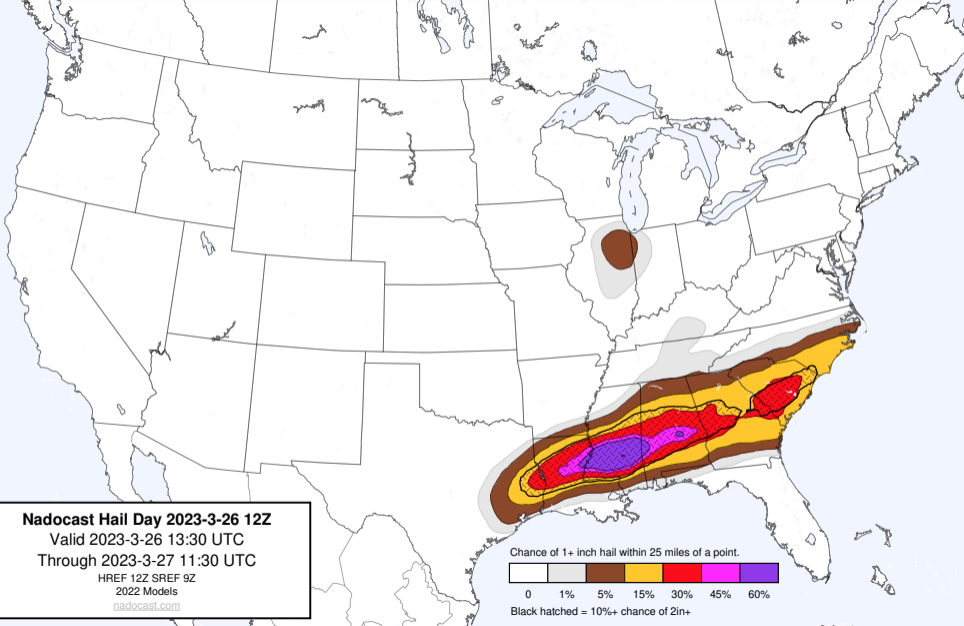 Nadocast Hail Day 2023-3-26 12Z
Valid 2023-3-26 13:30 UTC
Through 2023-3-27 11:30 UTC
HREF 12Z SREF 9Z
2022 Models
nadocast.com
Chance of 1+ inch hail within 25 miles of a point.
0 1% 5% 15% 30% 45% 60%
Black hatched = 10%+ chance of 2in+